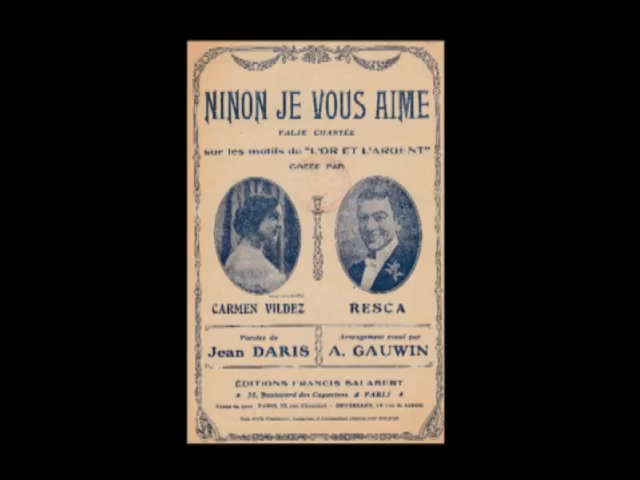 NINON JE VOUS AIME
VALSE CHANTÉE
sur les motifs de "L'OR ET L'ARGENT"
CRÉÉE PAR
CARMEN VILDEZ
RESCA
Paroles de
Jean DARIS
Arrangement vocal par
A. GAUWIN
ÉDITIONS FRANCIS SALABERT
35, Boulevard des Capucines PARIS